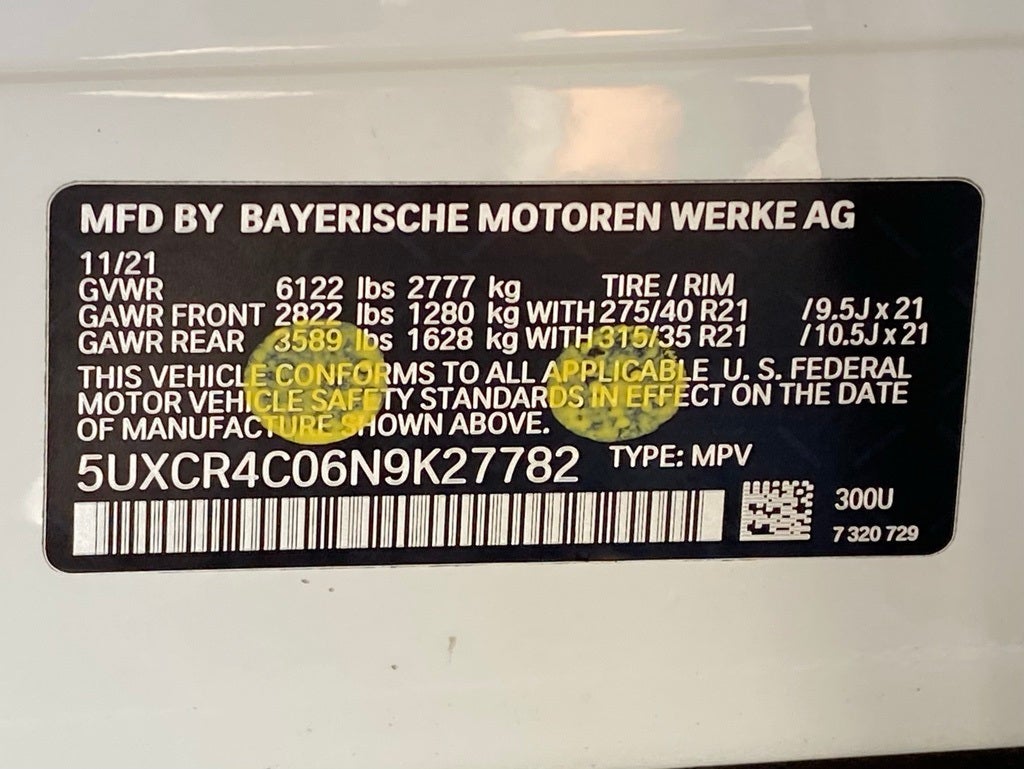 MFD BY BAYERISCHE MOTOREN WERKE AG
11/21
GVWR 6122 lbs 2777 kg TIRE / RIM
GAWR FRONT 2822 lbs 1280 kg WITH 275/40 R21 /9.5J x 21
GAWR REAR 3589 lbs 1628 kg WITH 315/35 R21 /10.5J x 21
THIS VEHICLE CONFORMS TO ALL APPLICABLE U. S. FEDERAL
MOTOR VEHICLE SAFETY STANDARDS IN EFFECT ON THE DATE
OF MANUFACTURE SHOWN ABOVE.
5UXCR4C06N9K27782 TYPE: MPV
300U
7 320 729